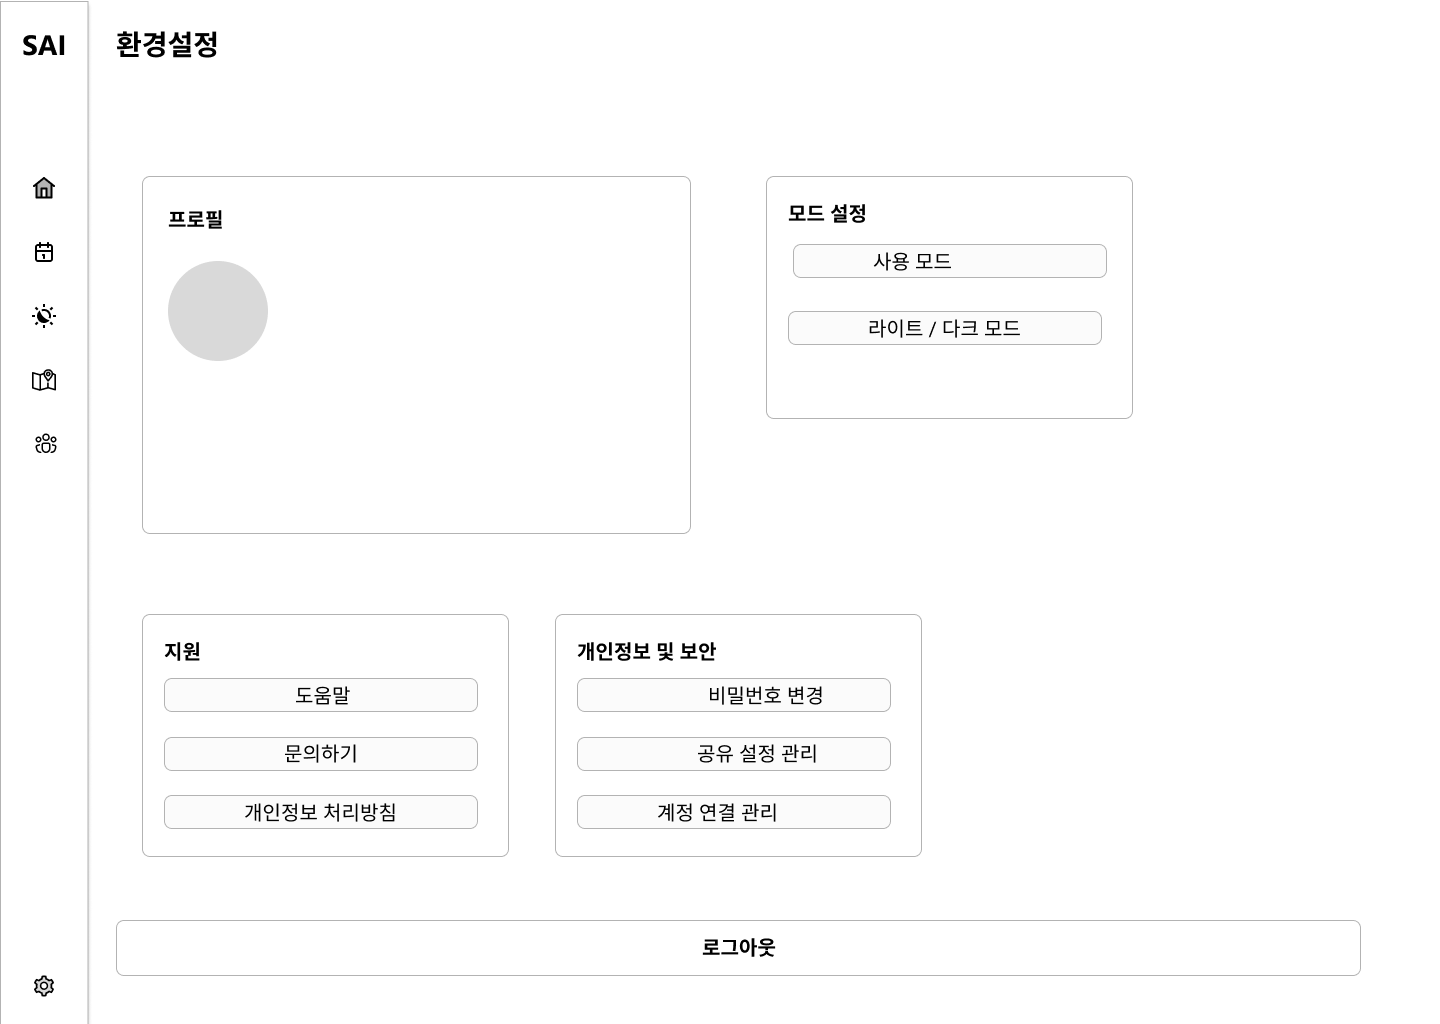 SAI
환경설정
프로필
모드 설정
사용 모드
라이트 / 다크 모드
지원
도움말
문의하기
개인정보 처리방침
개인정보 및 보안
비밀번호 변경
공유 설정 관리
계정 연결 관리
로그아웃